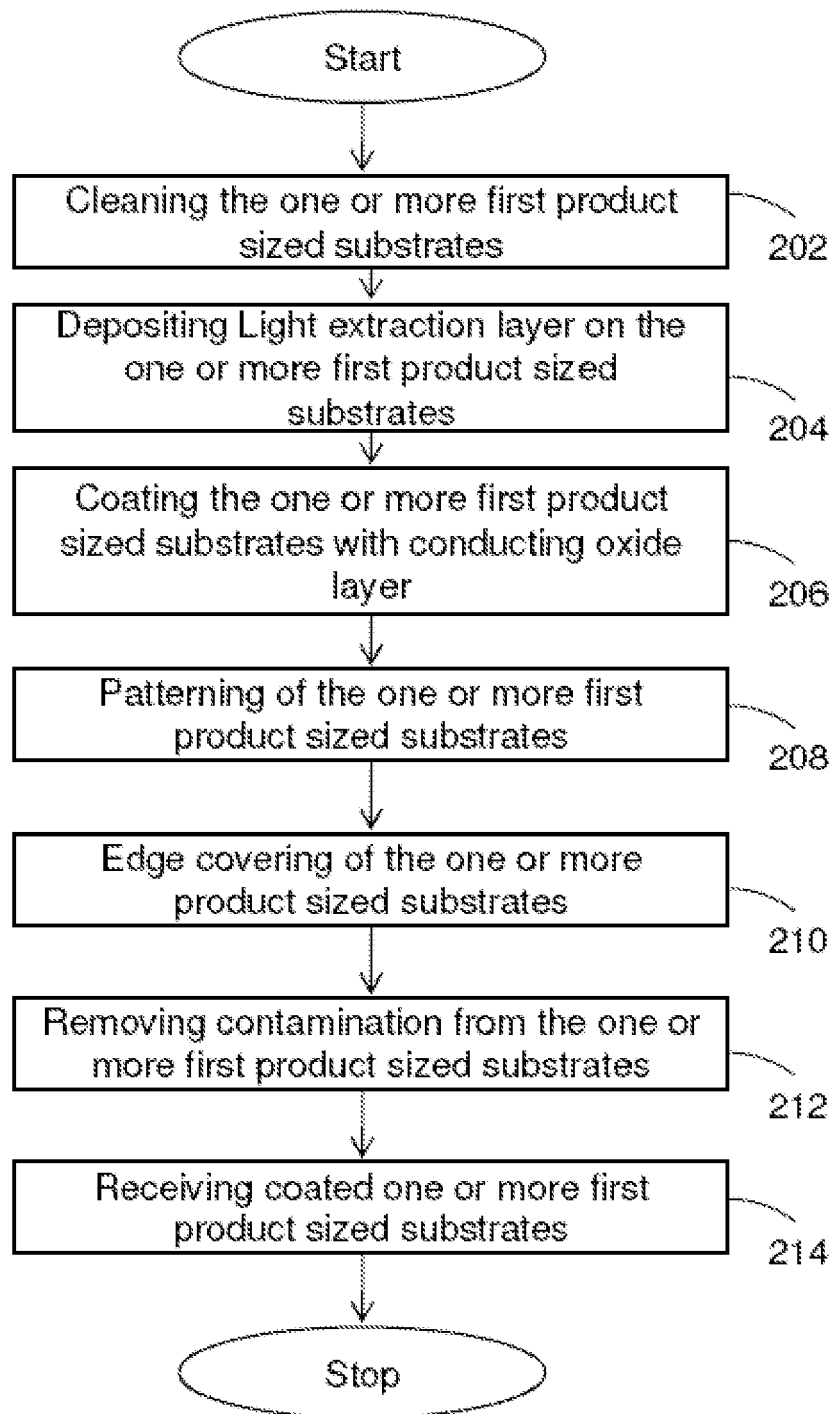 Start
Cleaning the one or more first product
sized substrates
202
Depositing Light extraction layer on the
one or more first product sized
substrates
204
Coating the one or more first product
sized substrates with conducting oxide
layer
206
Patterning of the one or more first
product sized substrates
208
Edge covering of the one or more
product sized substrates
210
Removing contamination from the one or
more first product sized substrates
212
Receiving coated one or more first
product sized substrates
214
Stop